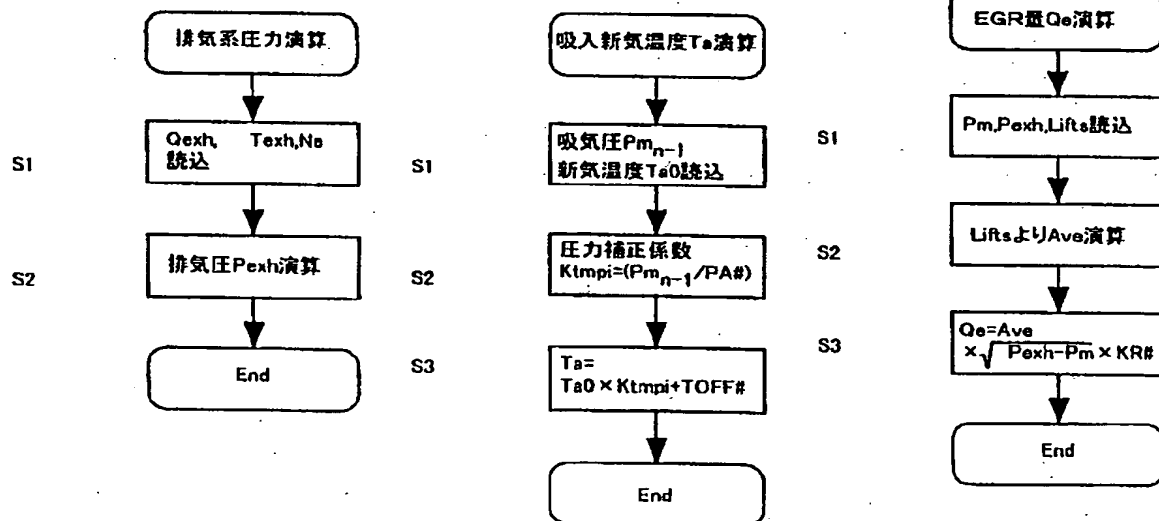 排気系圧力演算
S1
Qexh, Texh,Ne
読込
S2
排気圧Pexh演算
End
吸入新気温度Ta演算
S1
吸気圧Pmn-1
新気温度Ta0読込
S2
圧力補正係数
Ktmpi=(Pmn-1/PA#)
S3
Ta=
Ta0×Ktmpi+TOFF#
End
EGR量Qe演算
S1
Pm,Pexh,Lifts読込
S2
LiftsよりAve演算
S3
Qe=Ave
×√Pexh-Pm×KR#
End